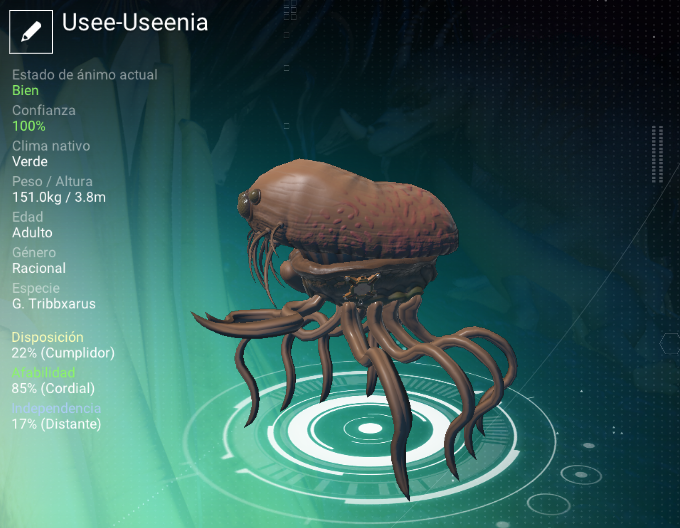 Usee-Useenia
Estado de ánimo actual
Bien
Confianza
100%
Clima nativo
Verde
Peso / Altura
151.0kg / 3.8m
Edad
Adulto
Género
Racional
Especie
G. Tribbxarus
Disposición
22% (Cumplidor)
Afabilidad
85% (Cordial)
Independencia
17% (Distante)